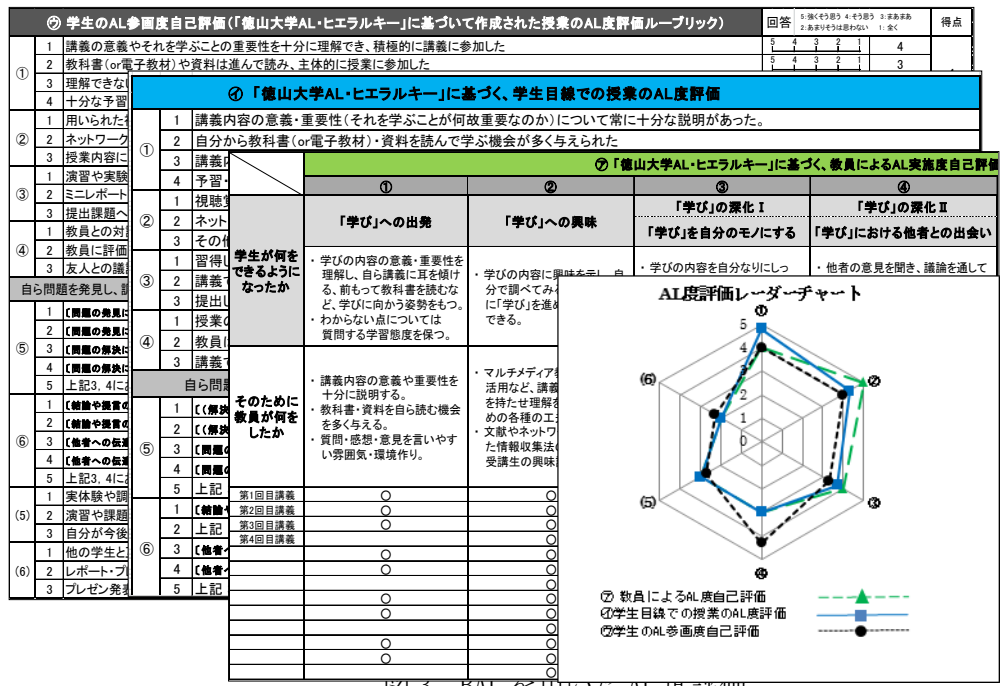 ㋒ 学生のAL参画度自己評価(「徳山大学AL・ヒエラルキー」に基づいて作成された授業のAL度評価ルーブリック)
回答 5:強くそう思う 4:そう思う 3:まあまあ
2:あまりそうは思わない 1:全く
得点
1 講義の意義やそれを学ぶことの重要性を十分に理解でき、積極的に講義に参加した 5 4 3 2 1 4
① 2 教科書(or電子教材)や資料は進んで読み、主体的に授業に参加した 5 4 3 2 1 3
3 理解できな
4 十分な予習
1 用いられた
② 2 ネットワーク
3 授業内容に
1 演習や実験
③ 2 ミニレポート
3 提出課題へ
1 教員との対
④ 2 教員に評価
3 友人との議
自ら問題を発見し、
1 〔問題の発見に
2 〔問題の発見に
⑤ 3 〔問題の解決に
4 〔問題の解決に
5 上記3, 4に
1 〔結論や提言の
2 〔結論や提言の
⑥ 3 〔他者への伝達
4 〔他者への伝達
5 上記3, 4に
1 実体験や調
(5) 2 演習や課題
3 自分が今後
1 他の学生と
(6) 2 レポート・プ
3 プレゼン発表
㋑ 「徳山大学AL・ヒエラルキー」に基づく、学生目線での授業のAL度評価
1 講義内容の意義・重要性(それを学ぶことが何故重要なのか)について常に十分な説明があった。
① 2 自分から教科書(or電子教材)・資料を読んで学ぶ機会が多く与えられた
3 講義
4 予習・
1 視聴覚
② 2 ネット
3 その他
1 習得し
③ 2 講義で
3 提出し
1 授業の
④ 2 教員
3 講義で
自ら問題
1 〔(解決
2 〔(解決
⑤ 3 〔問題の
4 〔問題の
5 上記
1 〔結論や
2 上記
⑥ 3 〔他者へ
4 〔他者へ
5 上記
㋐「徳山大学AL・ヒエラルキー」に基づく、教員によるAL実施度自己評価
① ② ③ ④
「学び」への出発
「学び」への興味
「学び」の深化Ⅰ
「学び」を自分のモノにする
「学び」の深化Ⅱ
「学び」における他者との出会い
学生が何を
できるように
なったか
・学びの内容の意義・重要性を
理解し、自ら講義に耳を傾け
る、前もって教科書を読むな
ど、学びに向かう姿勢をもつ。
・わからない点については
質問する学習態度を保つ。
・学びの内容に興味を示し、自
分で調べてみる
に「学び」を進め
できる。
・学びの内容を自分なりにしっ
・他者の意見を聞き、議論を通して
そのために
教員が何を
したか
・講義内容の意義や重要性を
十分に説明する。
・教科書・資料を自ら読む機会
を多く与える。
・質問・感想・意見を言いやす
い雰囲気・環境作り。
・マルチメディア教
活用など、講義
を持たせ理解を
めの各種の工
・文献やネットワ
た情報収集法
受講生の興味
第1回目講義 ○ ○
第2回目講義 ○ ○
第3回目講義 ○ ○
第4回目講義 ○
○ ○
○ ○
○
○ ○
○ ○
○
○ ○
○ ○
○
AL度評価レーダーチャート
①
5
4
3
2
1
0
②
③
④
(5)
(6)
㋐ 教員によるAL度自己評価
㋑学生目線での授業のAL度評価
㋒学生のAL参画度自己評価